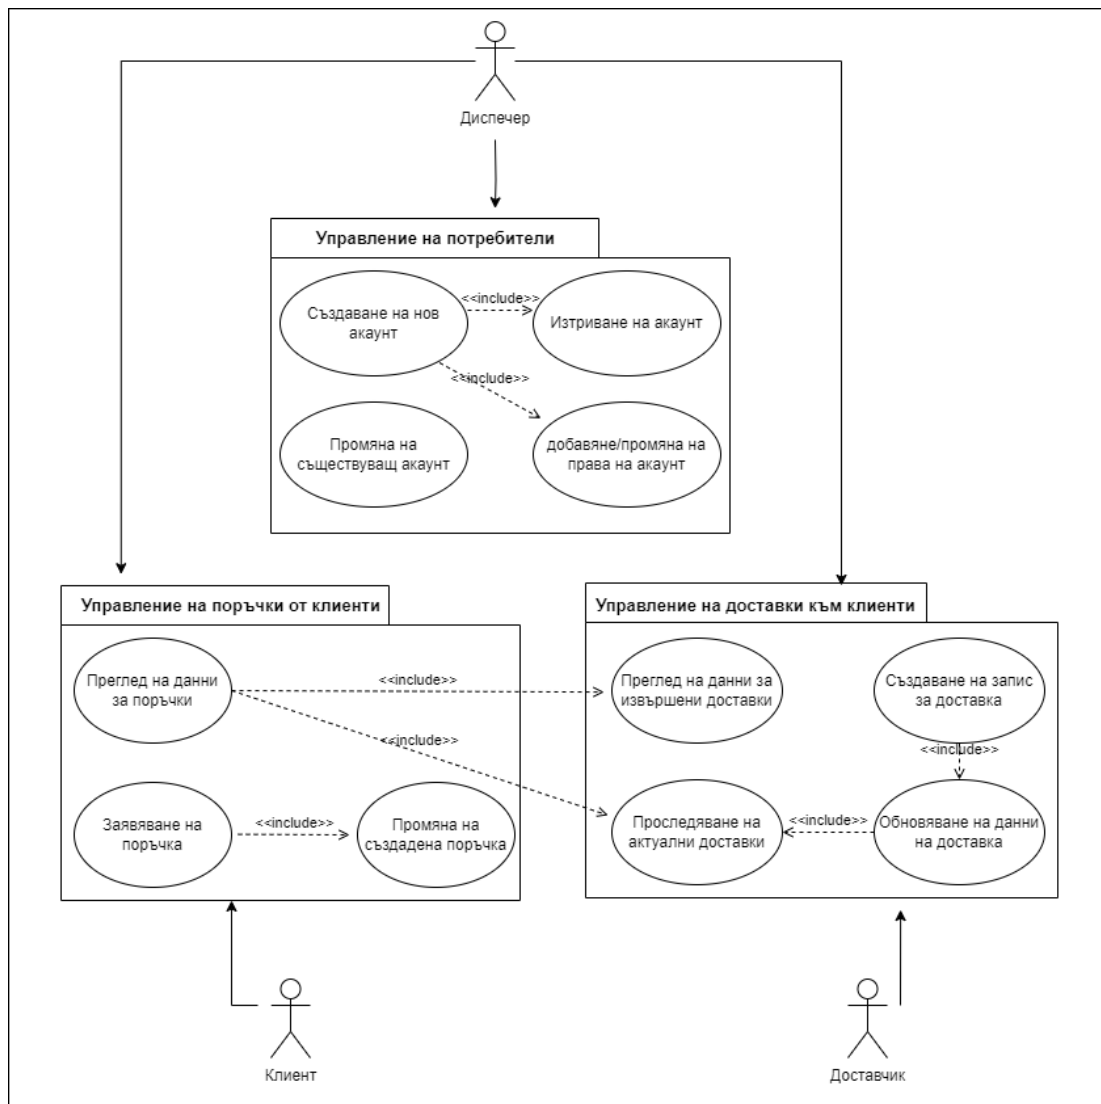 Диспечер
Управление на потребители
<<include>>
Създаване на нов
акаунт
Изтриване на акаунт
<<include>>
Промяна на
съществуващ акаунт
добавяне/промяна на
права на акаунт
Управление на поръчки от клиенти
Управление на доставки към клиенти
Преглед на данни
за поръчки
<<include>>
Преглед на данни за
извършени доставки
Създаване на запис
за доставка
<<include>>
<<include>>
Заявяване на
поръчка
<<include>>
Промяна на
създадена поръчка
Проследяване на
актуални доставки
<<include>>
Обновяване на данни
на доставка
Клиент
Доставчик